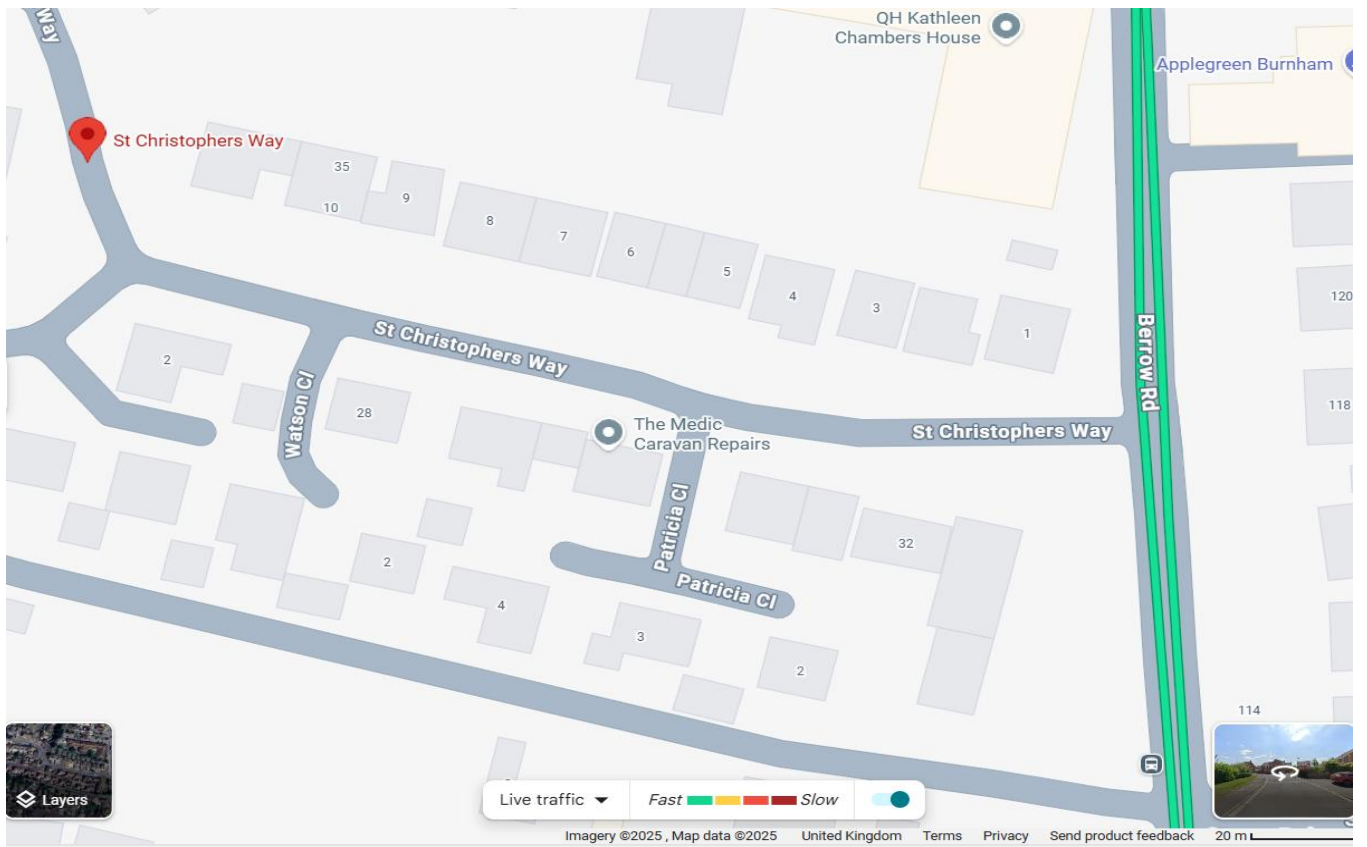 Way
QH Kathleen
Chambers House
Applegreen Burnham
St Christophers Way
35
10
9
8
7
6
5
4
3
1
120
Berrow Rd
2
St Christophers Way
118
Watson Cl
28
The Medic
Caravan Repairs
St Christophers Way
Patricia Cl
32
2
4
Patricia Cl
3
2
114
Layers
Live traffic
Fast
Slow
Imagery ©2025 , Map data ©2025
United Kingdom
Terms
Privacy
Send product feedback
20 m